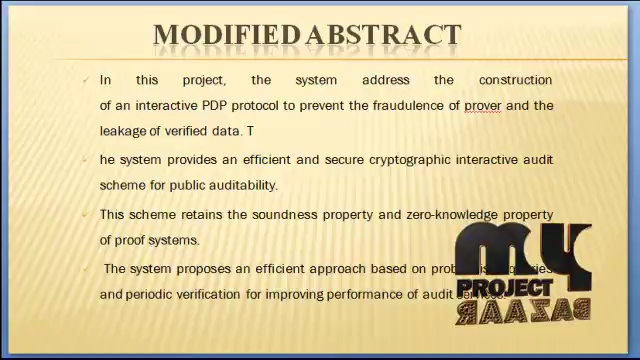 MODIFIED ABSTRACT
In this project, the system address the construction
of an interactive PDP protocol to prevent the fraudulence of prover and the
leakage of verified data. T
he system provides an efficient and secure cryptographic interactive audit
scheme for public auditability.
This scheme retains the soundness property and zero-knowledge property
of proof systems.
The system proposes an efficient approach based on
and periodic verification for improving performance of audit
my
PROJECT
BAZAAR